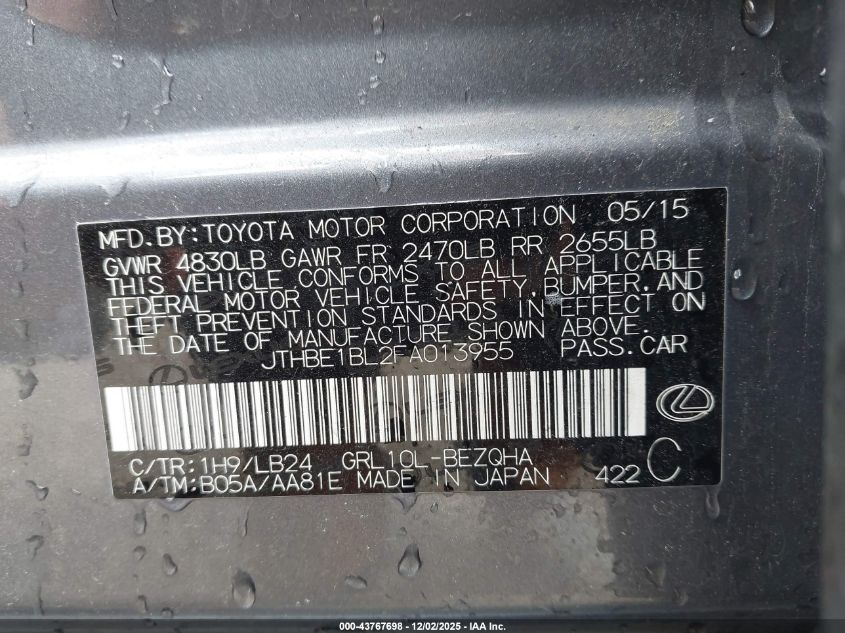 MFD.BY:TOYOTA MOTOR CORPORATION 05/15
GVWR 4830LB GAWR FR 2470LB RR 2655LB
THIS VEHICLE CONFORMS TO ALL APPLICABLE
FEDERAL MOTOR VEHICLE SAFETY,BUMPER,AND
THEFT PREVENTION STANDARDS IN EFFECT ON
THE DATE OF MANUFACTURE SHOWN ABOVE.
JTHBE1BL2FA013955 PASS.CAR
C/TR:1H9/LB24 GRL10L-BEZQHA
A/TM:B05A/AA81E MADE IN JAPAN 422 C
000-43767698 - 12/02/2025 - IAA Inc.